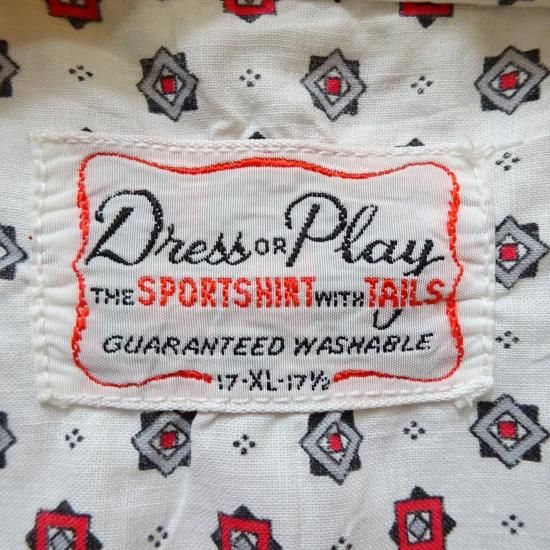 Dress OR Play
THE SPORTSHIRT WITH TAILS
GUARANTEED WASHABLE
17-XL-17½